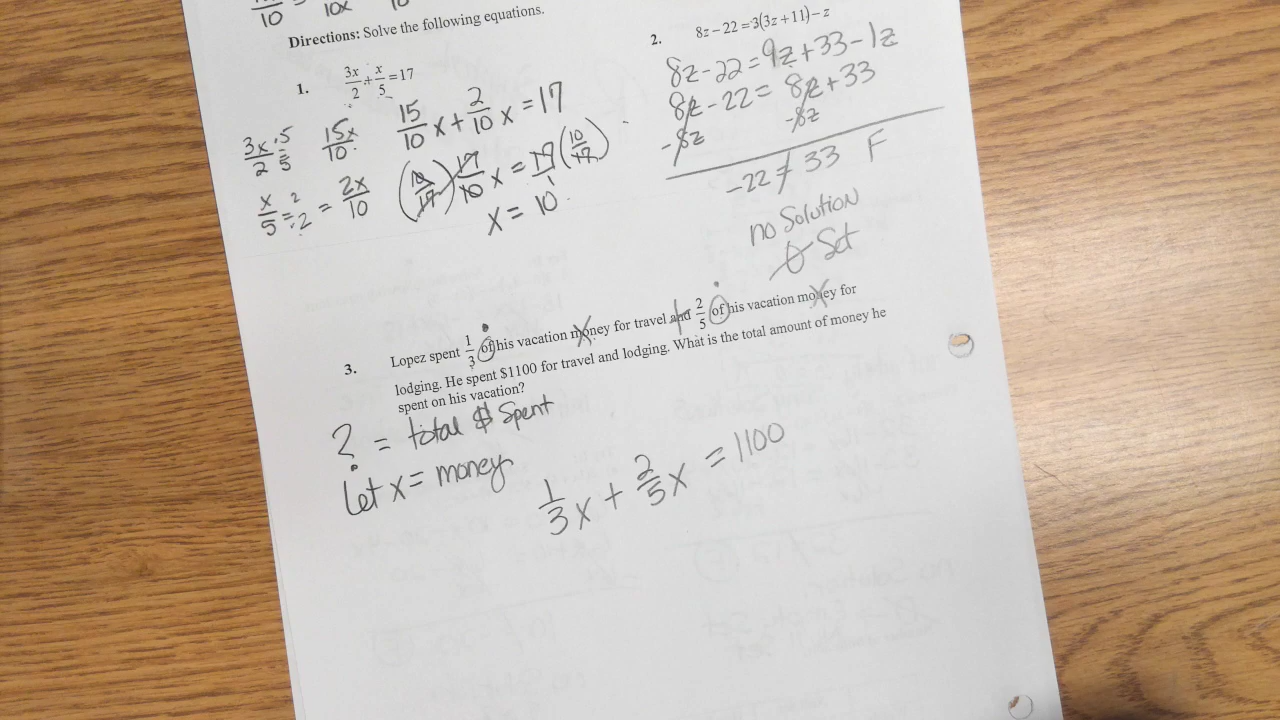 10 = 10x 10
Directions: Solve the following equations.
1. 3x/2 + x/5 = 17
3x/2 · 5/5 = 15x/10
x/5 = · 2/2 = 2x/10
15/10 x + 2/10 x = 17
(10/17) 17/10 x = 17/1 (10/17)
x = 10
2. 8z – 22 = 3(3z + 11) – z
8z - 22 = 9z + 33 - 1z
8z - 22 = 8z + 33
-8z -8z
-22 ≠ 33 F
no Solution
∅ Set
3. Lopez spent 1/3 of his vacation money for travel and 2/5 of his vacation money for
lodging. He spent $1100 for travel and lodging. What is the total amount of money he
spent on his vacation?
? = total $ Spent
Let x = money
1/3 x + 2/5 x = 1100